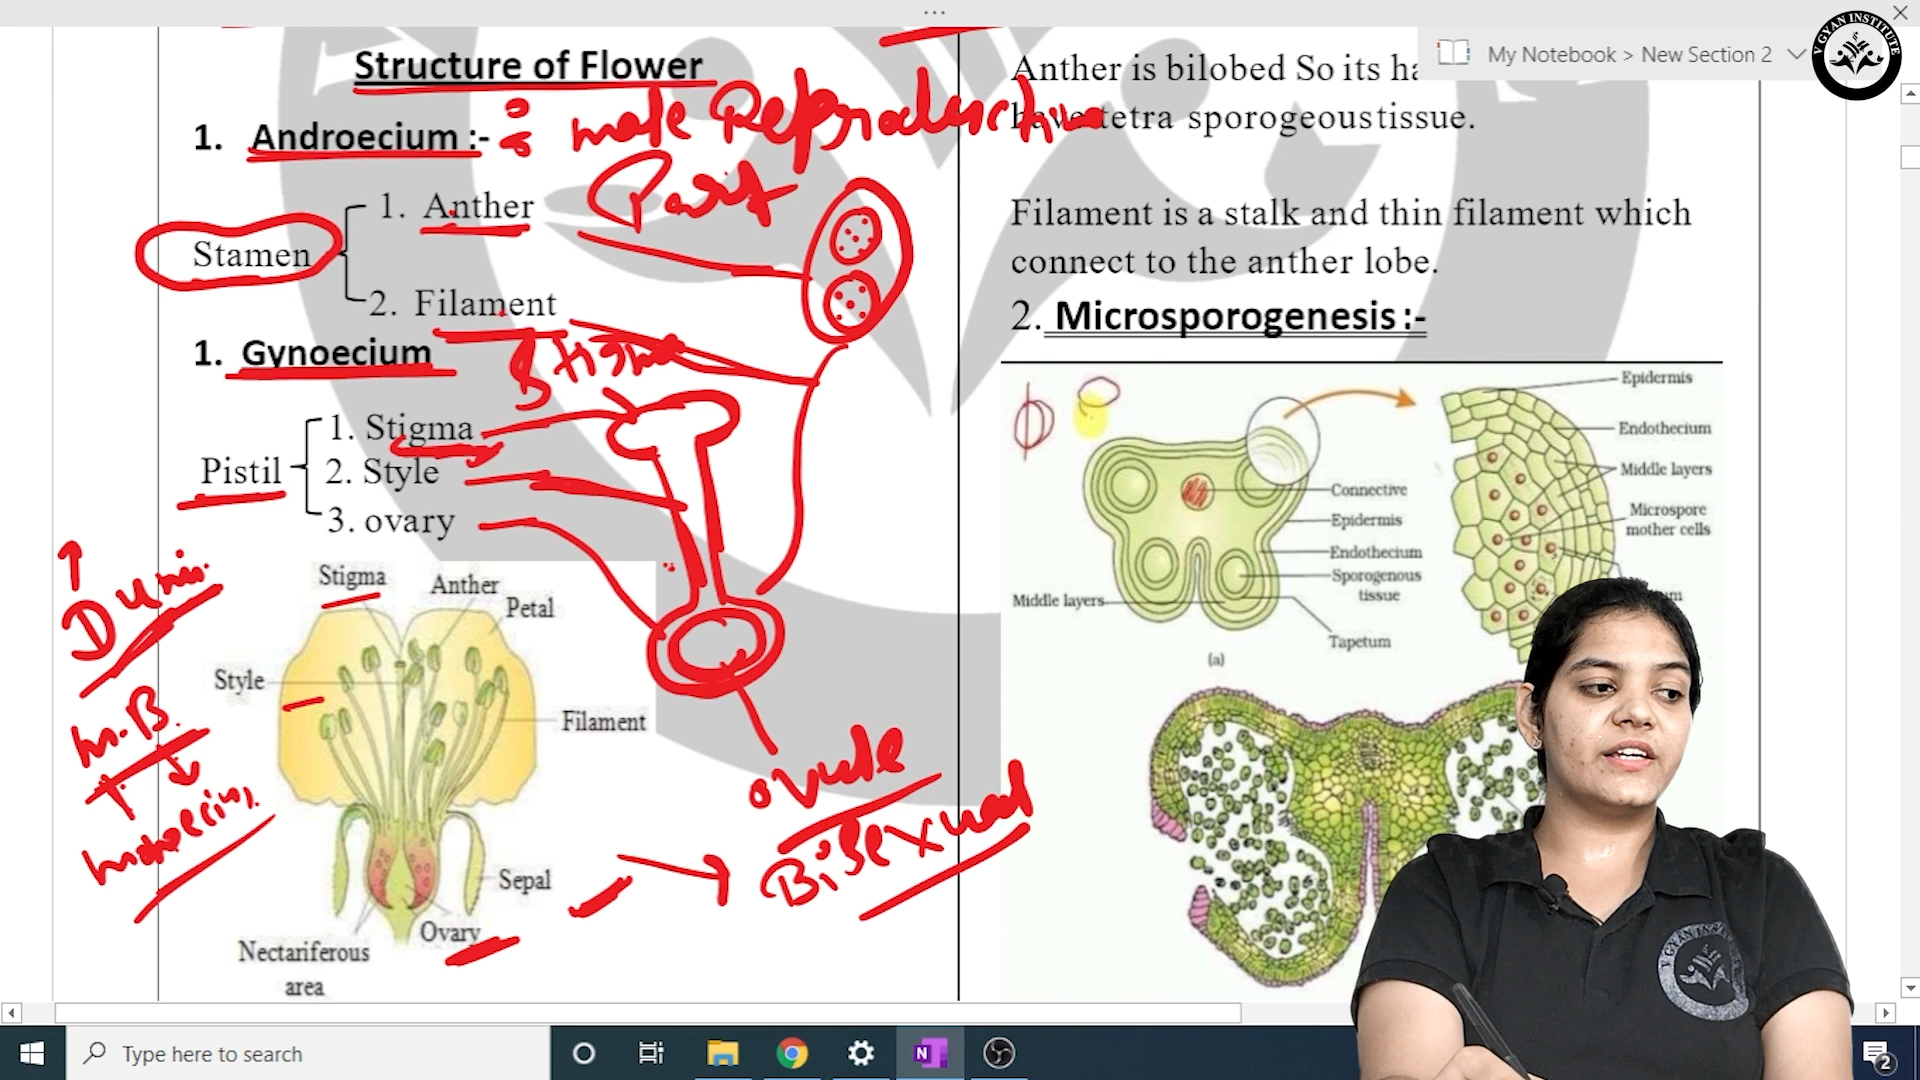 ...
My Notebook > New Section 2
V GYAN INSTITUTE
Structure of Flower
1. Androecium :-
male Reproductive
Part
Stamen
1. Anther
2. Filament
1. Gynoecium
Stigma
Pistil
1. Stigma
2. Style
3. ovary
Stigma
Anther
Petal
Style
Filament
Sepal
Ovary
Nectariferous
area
M.B.
ovule
Bisexual
Anther is bilobed So its ha
have tetra sporogeous tissue.
Filament is a stalk and thin filament which
connect to the anther lobe.
2. Microsporogenesis :-
Connective
Epidermis
Endothecium
Sporogenous
tissue
Middle layers
Tapetum
(a)
Epidermis
Endothecium
Middle layers
Microspore
mother cells
Type here to search
N
2